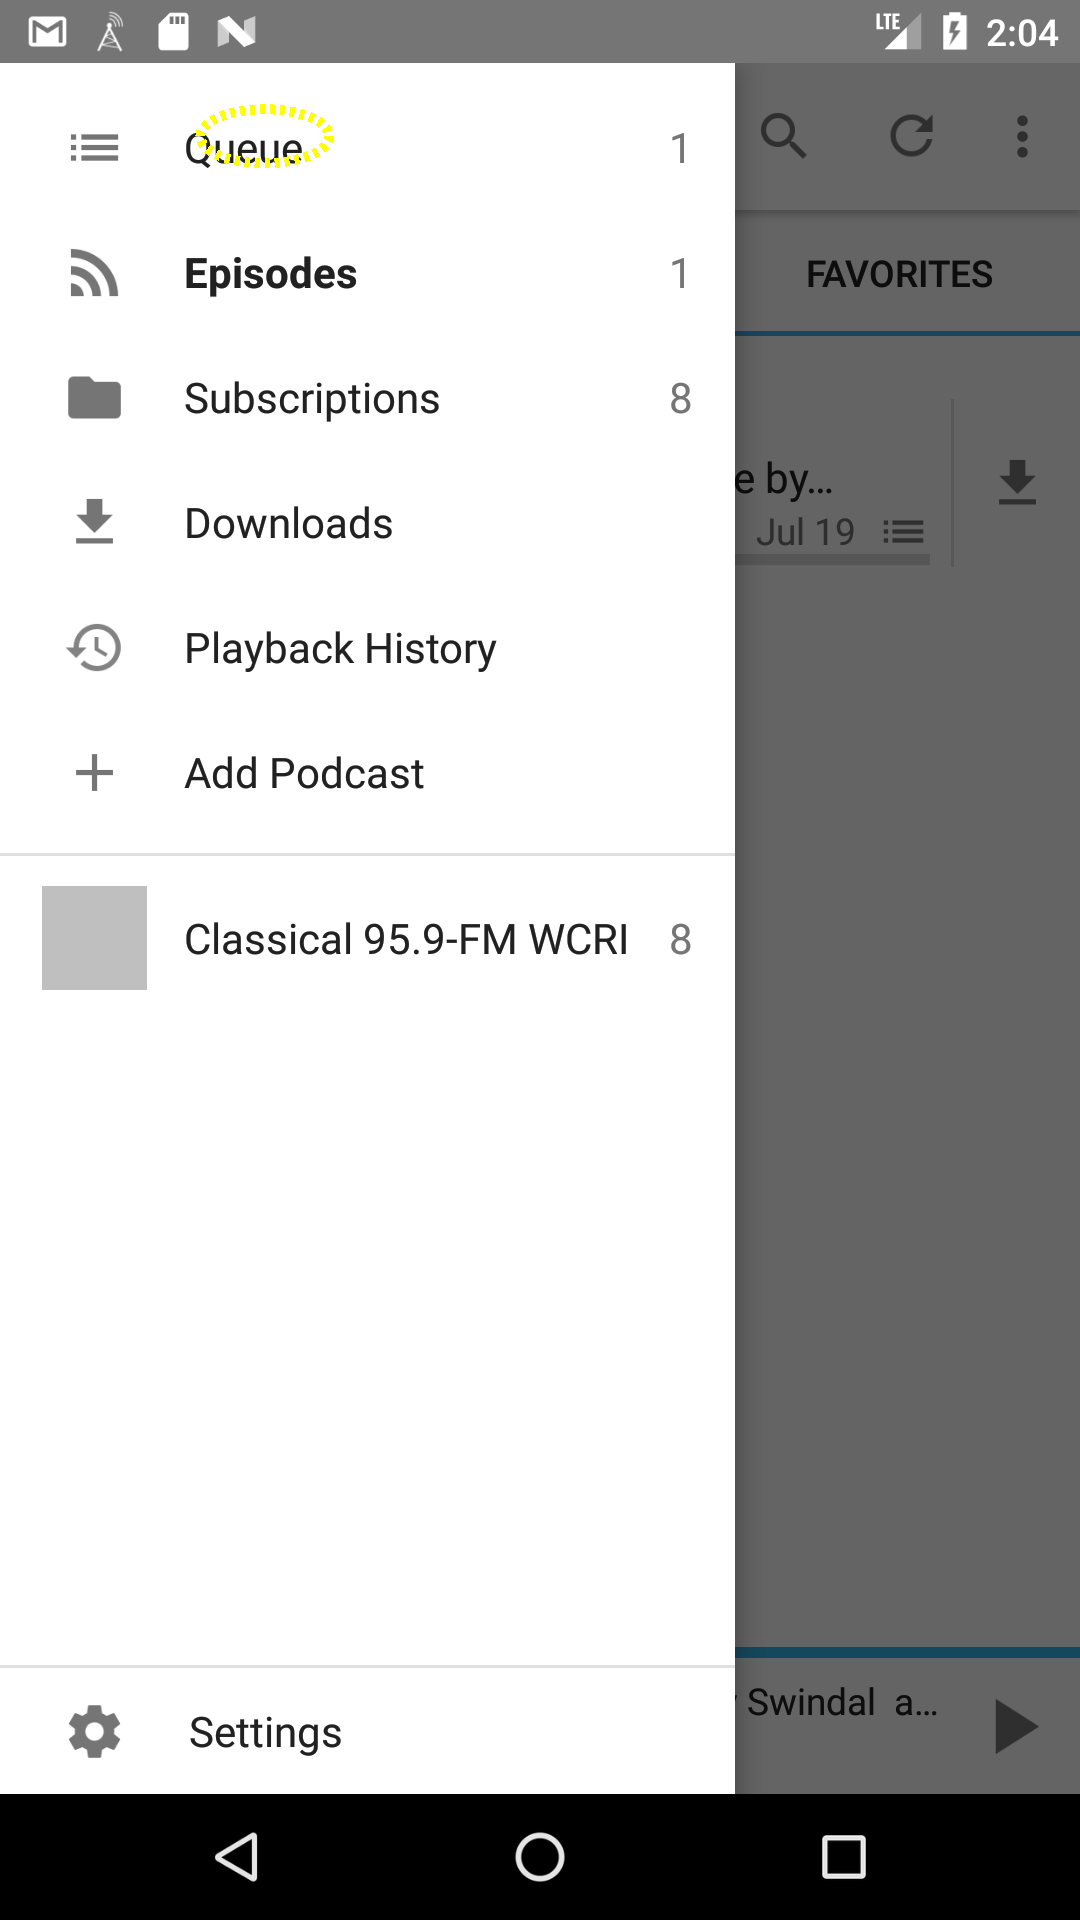 LTE 2:04
Queue 1
Episodes 1
FAVORITES
Subscriptions 8
e by...
Downloads
Jul 19
Playback History
Add Podcast
Classical 95.9-FM WCRI 8
Swindal a...
Settings